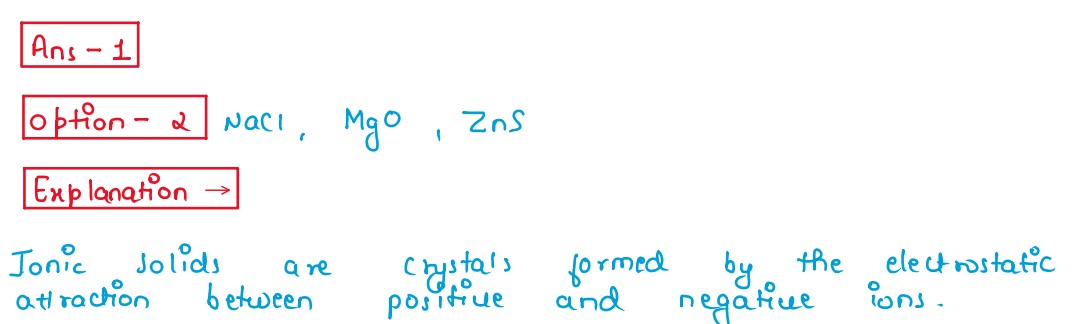 Ans - 1
Option - 2 NaCl, MgO, ZnS
Explanation →
Ionic solids are crystals formed by the electrostatic
attraction between positive and negative ions.